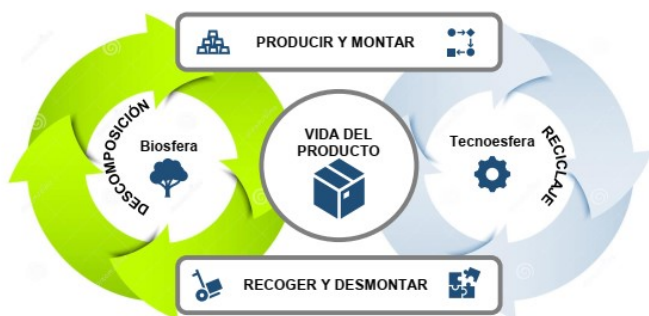 PRODUCIR Y MONTAR
DESCOMPOSICIÓN
Biosfera
VIDA DEL
PRODUCTO
Tecnoesfera
RECICLAJE
RECOGER Y DESMONTAR